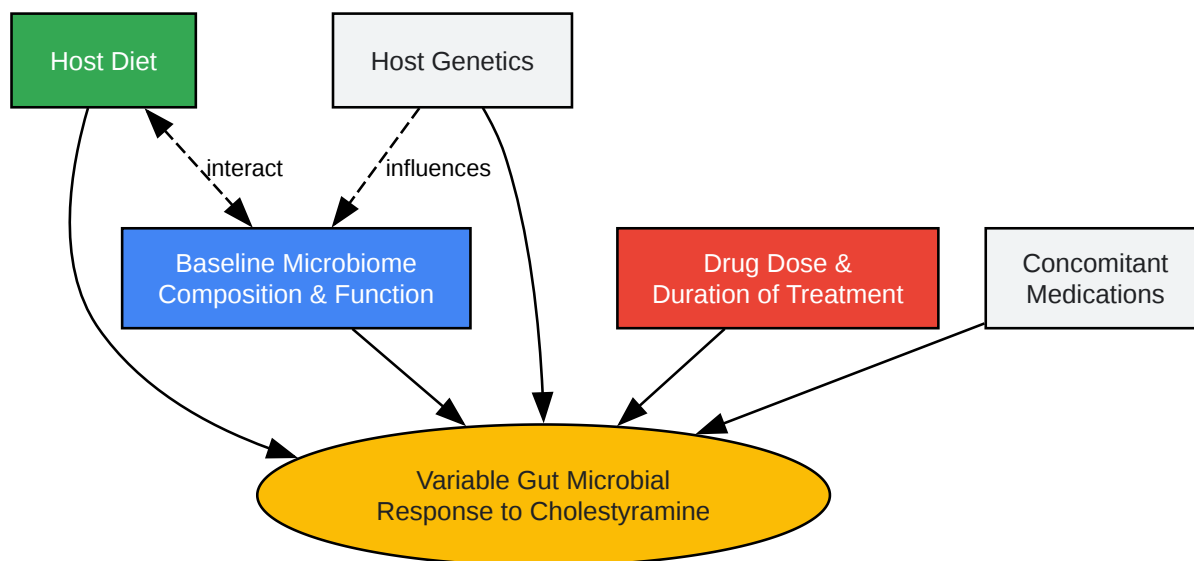 Host Diet
Host Genetics
interact
influences
Baseline Microbiome
Composition & Function
Drug Dose &
Duration of Treatment
Concomitant
Medications
Variable Gut Microbial
Response to Cholestyramine